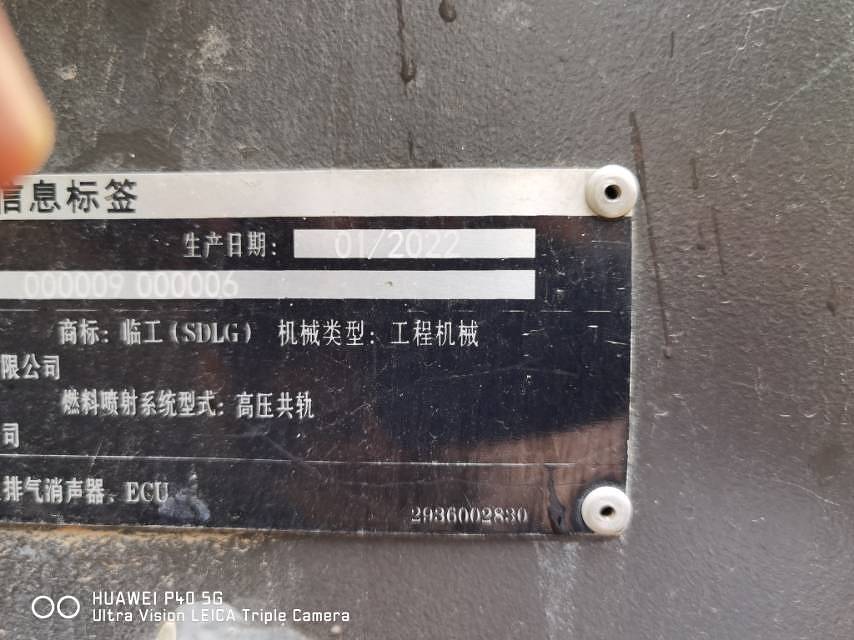 信息标签
生产日期: 01/2022
000009 000006
商标: 临工(SDLG) 机械类型: 工程机械
限公司
燃料喷射系统型式: 高压共轨
司
排气消声器、ECU
2936002830
HUAWEI P40 5G
Ultra Vision LEICA Triple Camera